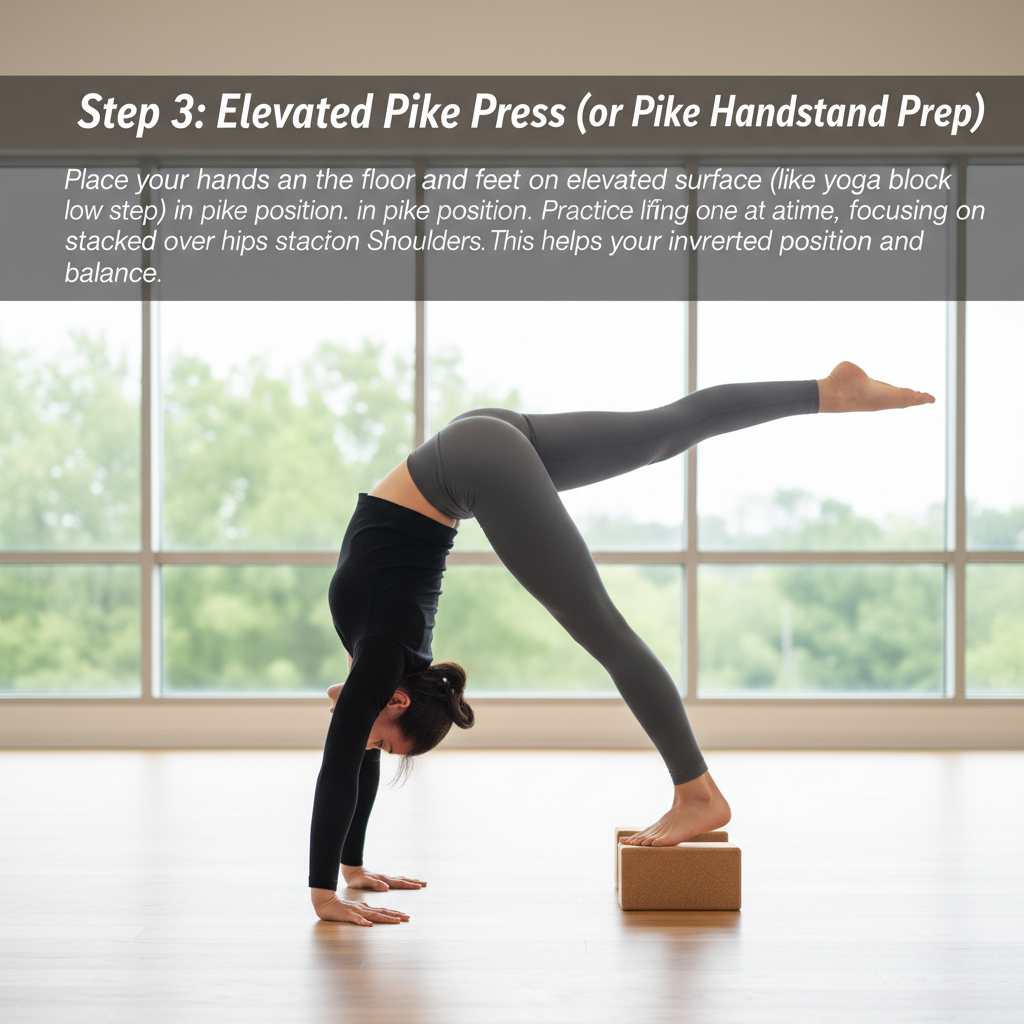 Step 3: Elevated Pike Press (or Pike Handstand Prep)
Place your hands an the floor and feet on elevated surface (like yoga block
low step) in pike position. in pike position. Practice lifing one at atime, focusing on
stacked over hips stacion Shoulders. This helps your invrerted position and
balance.